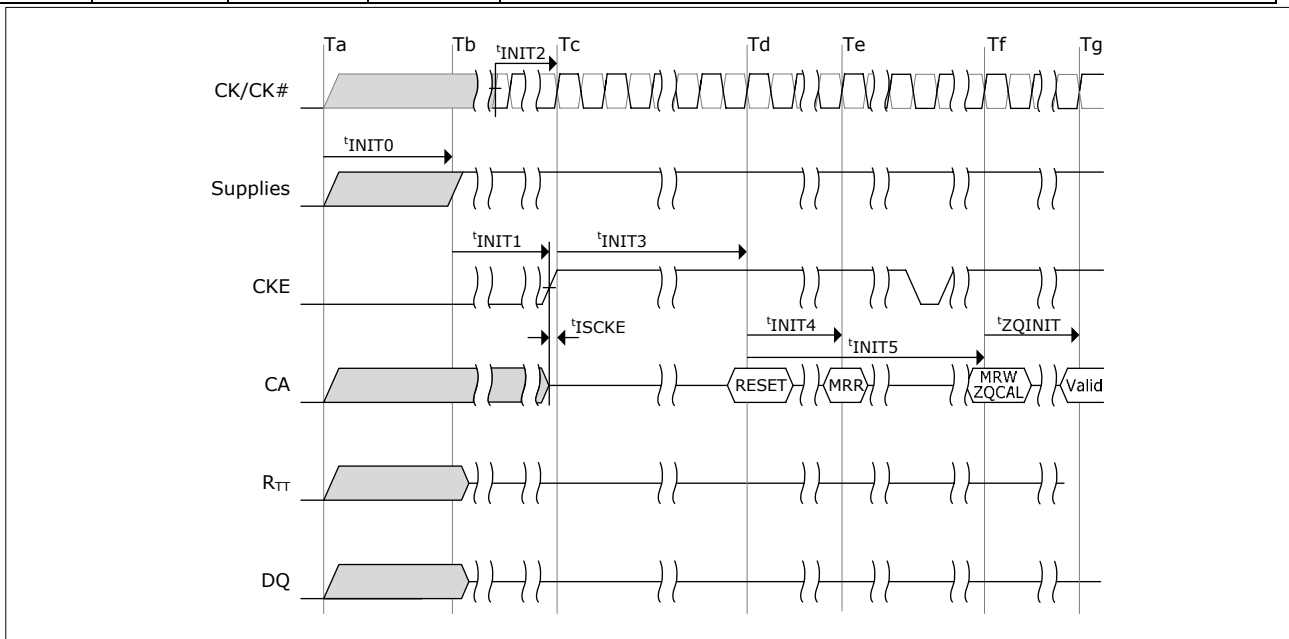 Ta Tb Tc Td Te Tf Tg
tINIT2
CK/CK#
tINIT0
Supplies
tINIT1 tINIT3
CKE
tISCKE tINIT4 tZQINIT
tINIT5
CA RESET MRR MRW ZQCAL Valid
RTT
DQ